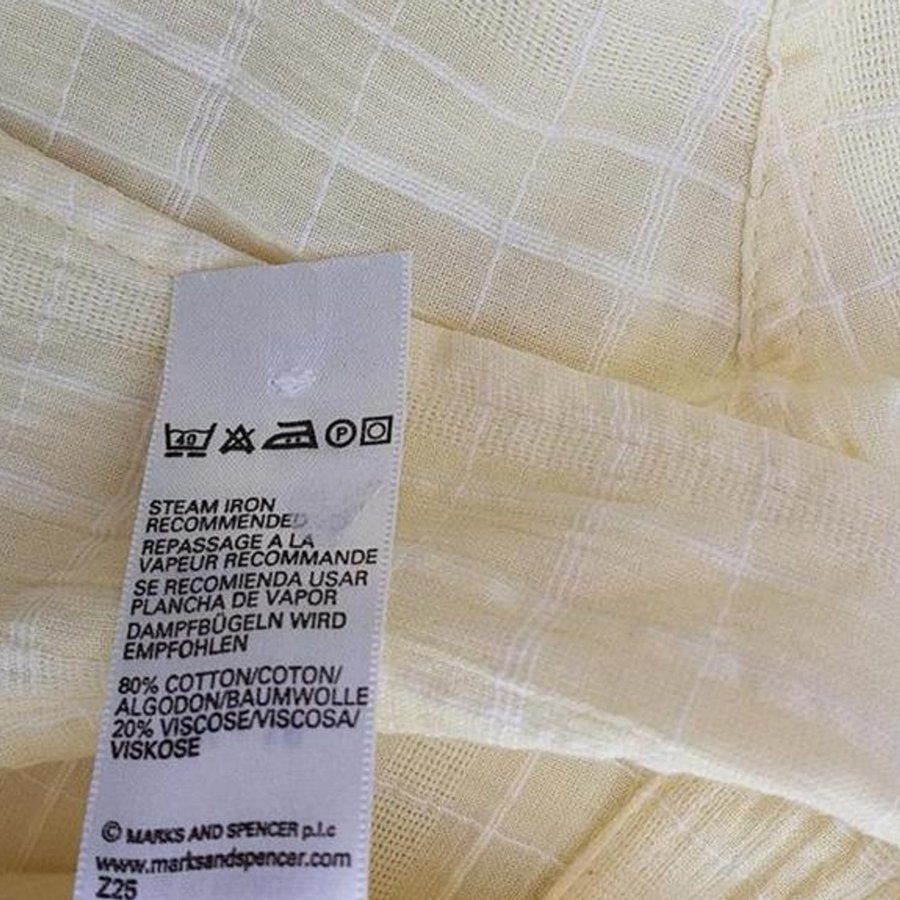 40 P
STEAM IRON
RECOMMENDED
REPASSAGE A LA
VAPEUR RECOMMANDE
SE RECOMIENDA USAR
PLANCHA DE VAPOR
DAMPFBÜGELN WIRD
EMPFOHLEN
80% COTTON/COTON/
ALGODON/BAUMWOLLE
20% VISCOSE/VISCOSA/
VISKOSE
© MARKS AND SPENCER p.l.c
www.marksandspencer.com
Z25